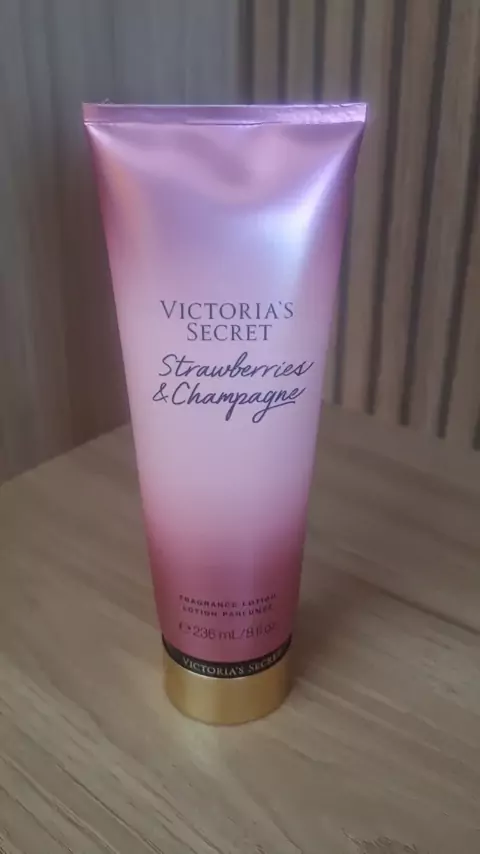 VICTORIA'S
SECRET
Strawberries
& Champagne
FRAGRANCE LOTION
LOTION PARFUMÉE
℮ 236 mL/8 fl oz
VICTORIA'S SECRET